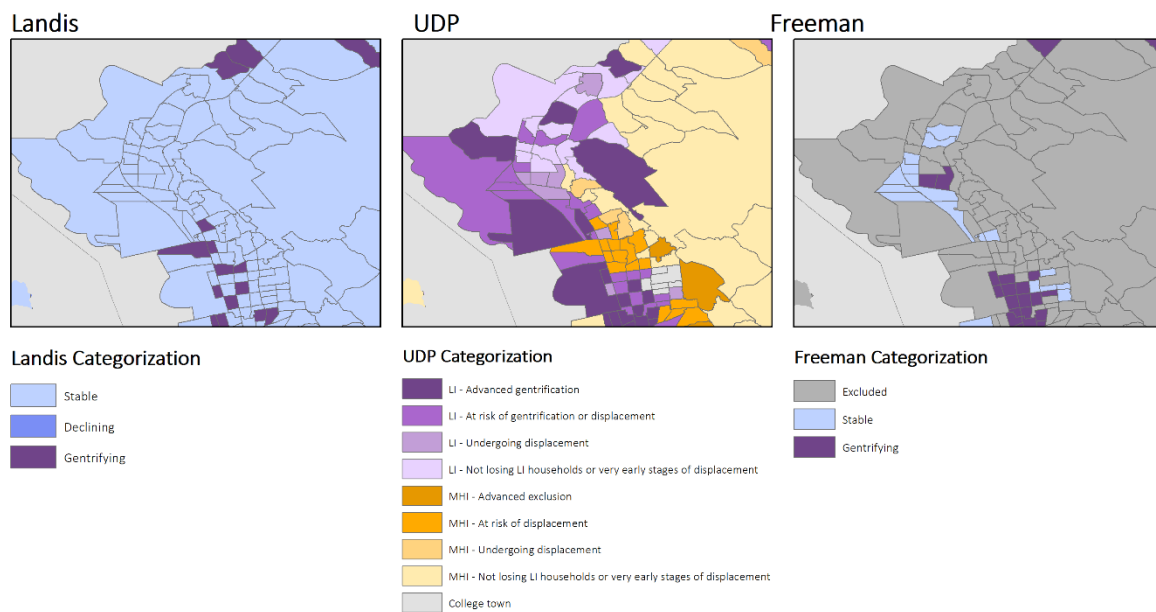 Landis
UDP
Freeman
Landis Categorization
Stable
Declining
Gentrifying
UDP Categorization
LI - Advanced gentrification
LI - At risk of gentrification or displacement
LI - Undergoing displacement
LI - Not losing LI households or very early stages of displacement
MHI - Advanced exclusion
MHI - At risk of displacement
MHI - Undergoing displacement
MHI - Not losing LI households or very early stages of displacement
College town
Freeman Categorization
Excluded
Stable
Gentrifying